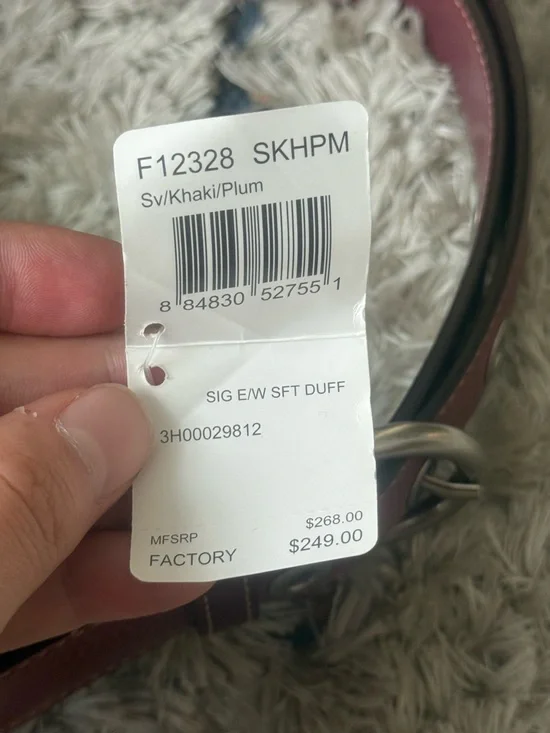 F12328 SKHPM
Sv/Khaki/Plum
8 84830 52755 1
SIG E/W SFT DUFF
3H00029812
MFSRP $268.00
FACTORY $249.00